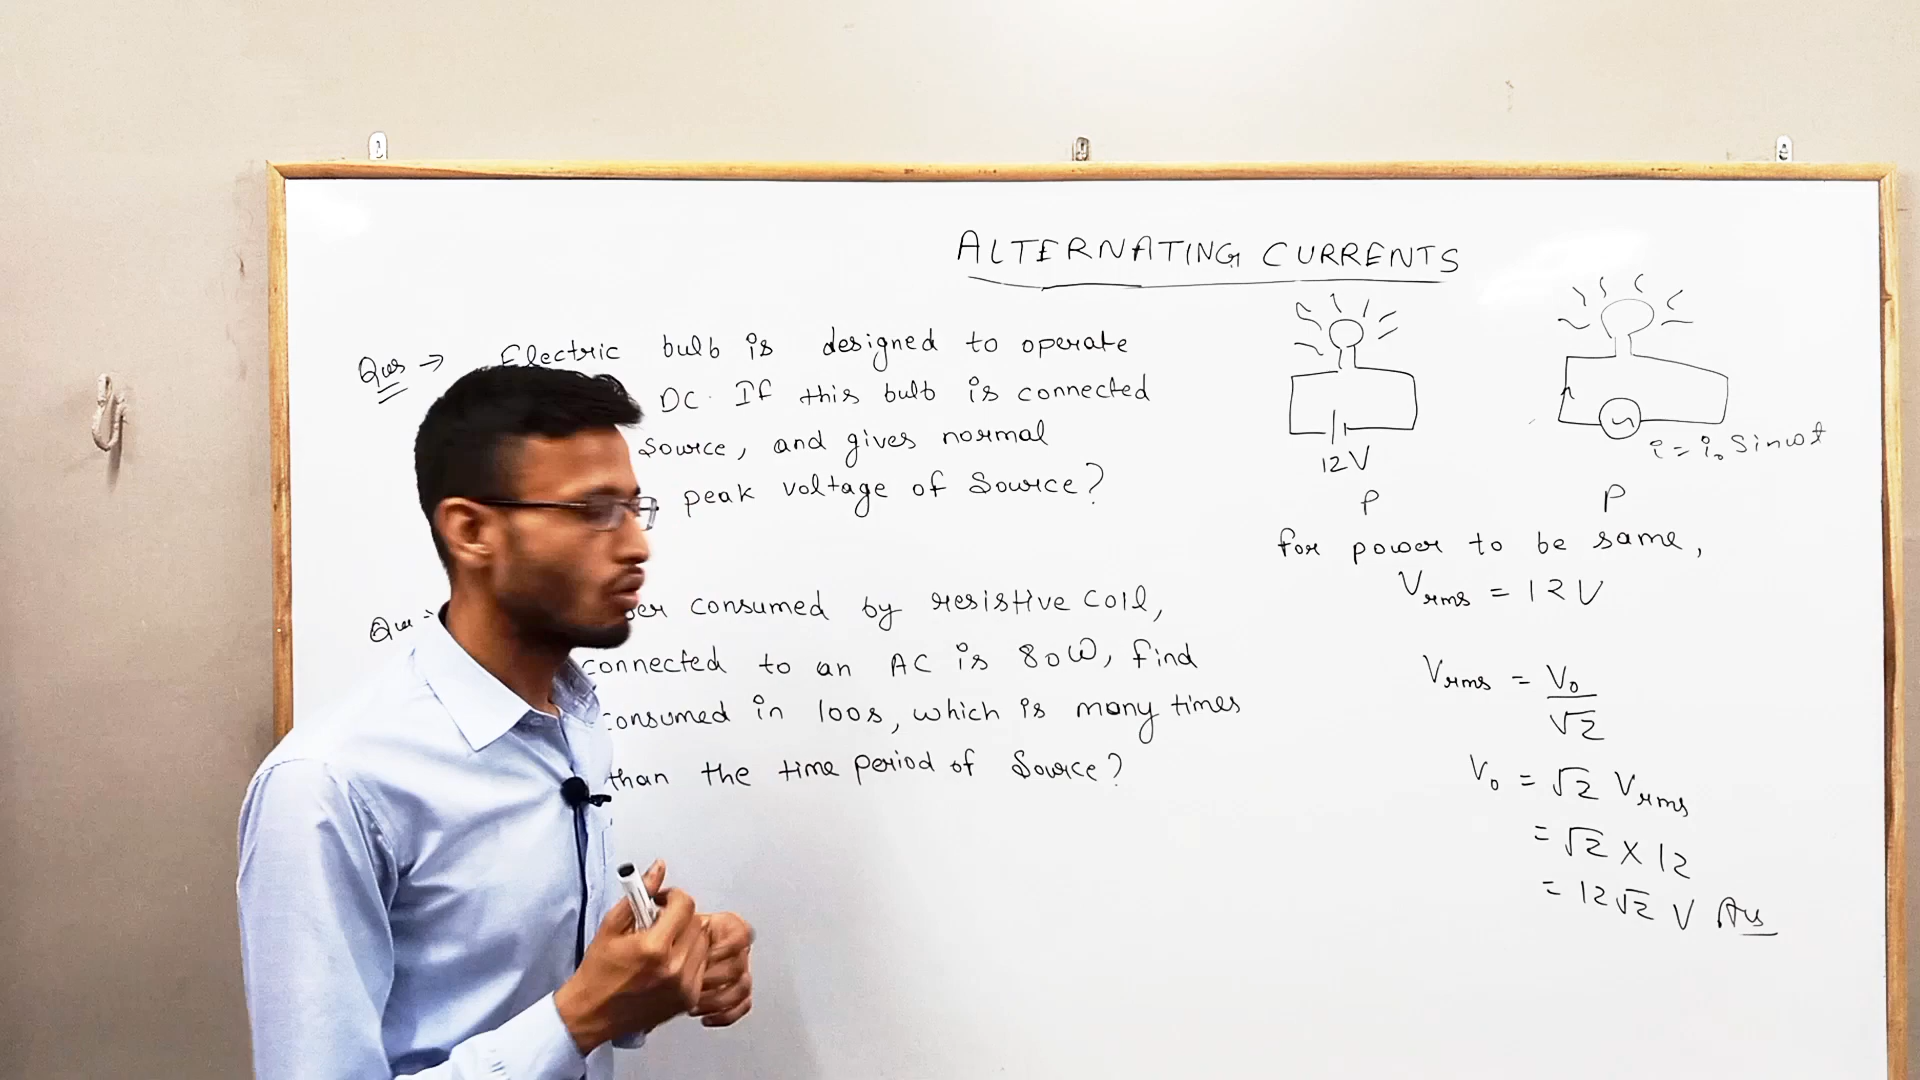 ALTERNATING CURRENTS
Ques → Electric bulb is designed to operate
DC. If this bulb is connected
Source, and gives normal
peak voltage of Source?
Ques
consumed by resistive coil,
connected to an AC is 80W, find
consumed in 100s, which is many times
than the time period of Source?
12V
i = i₀ Sinωt
P
P
for power to be same,
Vrms = 12V
Vrms = V₀/√2
V₀ = √2 Vrms
= √2 × 12
= 12√2 V Ans